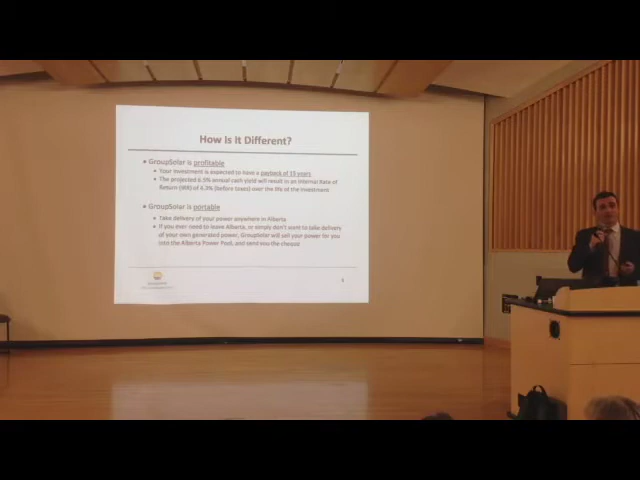 How Is It Different?
• GroupSolar is profitable
• Your investment is expected to have a payback of 15 years
• The projected 6.5% annual cash yield will result in an Internal Rate of
Return (IRR) of 4.3% (before taxes) over the life of the investment
• GroupSolar is portable
• Take delivery of your power anywhere in Alberta
• If you ever need to leave Alberta, or simply don't want to take delivery
of your own generated power, GroupSolar will sell your power for you
into the Alberta Power Pool, and send you the cheque